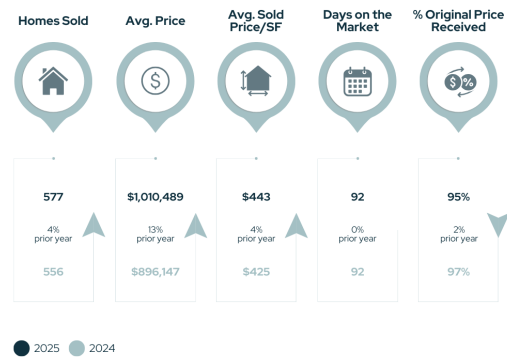 Homes Sold
Avg. Price
Avg. Sold
Price/SF
Days on the
Market
% Original Price
Received
$
$ %
577
$1,010,489
$443
92
95%
4%
prior year
13%
prior year
4%
prior year
0%
prior year
2%
prior year
556
$896,147
$425
92
97%
2025
2024